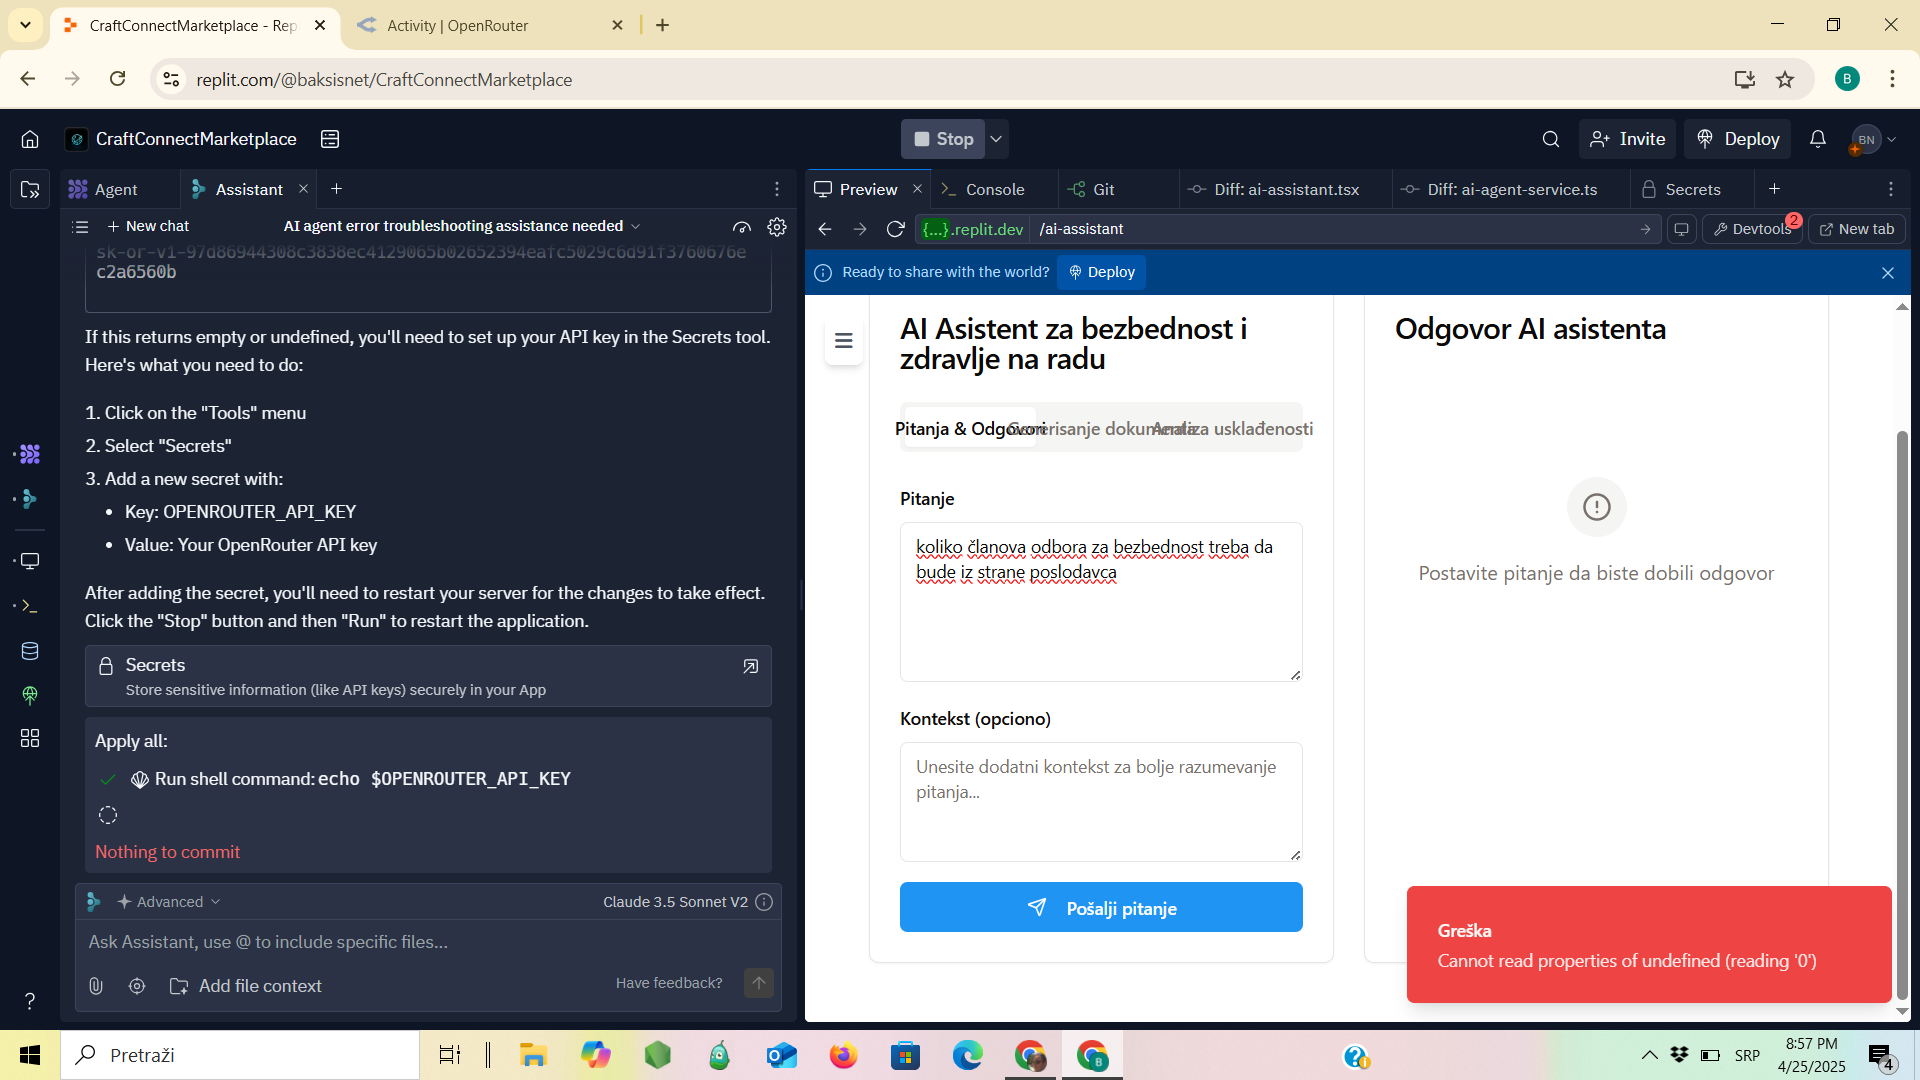 CraftConnectMarketplace - Rep
Activity | OpenRouter
replit.com/@baksisnet/CraftConnectMarketplace
B
CraftConnectMarketplace
Stop
Invite
Deploy
BN
Agent
Assistant
Preview
Console
Git
Diff: ai-assistant.tsx
Diff: ai-agent-service.ts
Secrets
New chat
AI agent error troubleshooting assistance needed
{...}.replit.dev
/ai-assistant
Devtools
2
New tab
Ready to share with the world?
Deploy
sk-or-v1-97d86944308c3838ec4129065b02652394eafc5029c6d91f3760676e
c2a6560b
If this returns empty or undefined, you'll need to set up your API key in the Secrets tool.
Here's what you need to do:
1. Click on the "Tools" menu
2. Select "Secrets"
3. Add a new secret with:
• Key: OPENROUTER_API_KEY
• Value: Your OpenRouter API key
After adding the secret, you'll need to restart your server for the changes to take effect.
Click the "Stop" button and then "Run" to restart the application.
Secrets
Store sensitive information (like API keys) securely in your App
Apply all:
Run shell command: echo $OPENROUTER_API_KEY
Nothing to commit
Advanced
Claude 3.5 Sonnet V2
Ask Assistant, use @ to include specific files...
Add file context
Have feedback?
AI Asistent za bezbednost i
zdravlje na radu
Pitanja & Odgovori
Generisanje dokumenata
Analiza usklađenosti
Pitanje
koliko članova odbora za bezbednost treba da
bude iz strane poslodavca
Kontekst (opciono)
Unesite dodatni kontekst za bolje razumevanje
pitanja...
Pošalji pitanje
Odgovor AI asistenta
Postavite pitanje da biste dobili odgovor
Greška
Cannot read properties of undefined (reading '0')
?
Pretraži
SRP
8:57 PM
4/25/2025
4